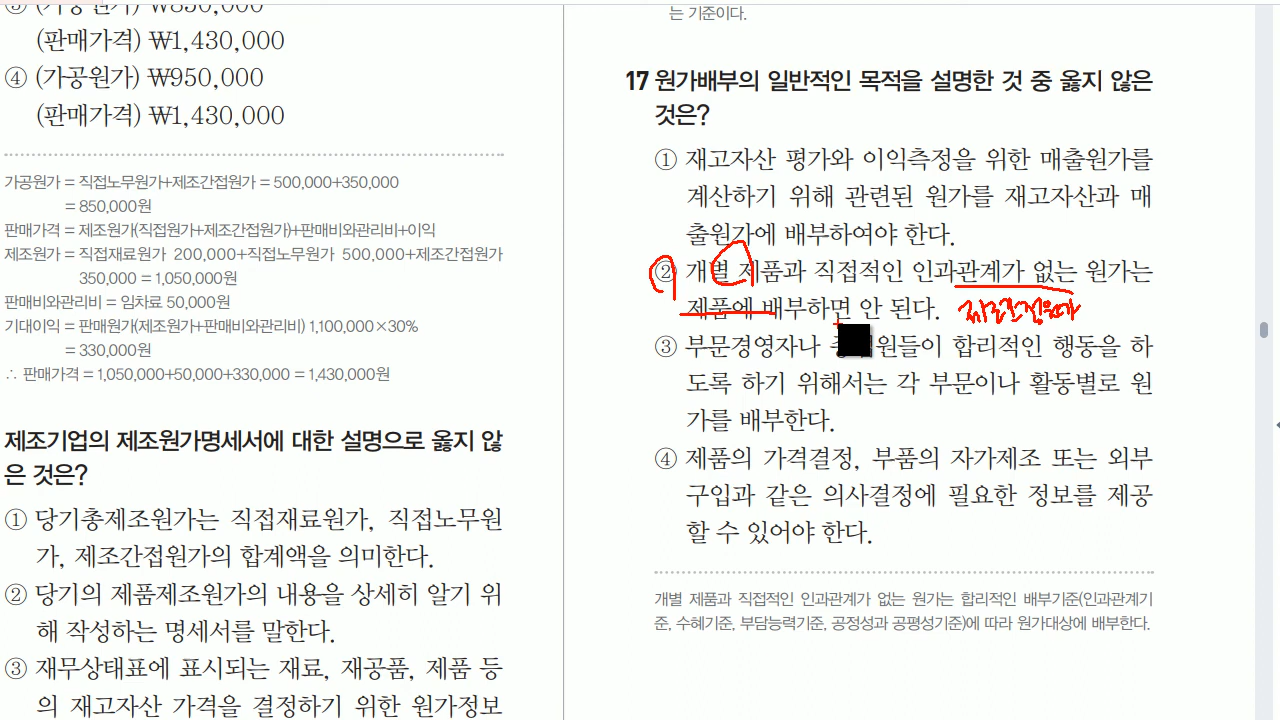 ③ (가공원가) ₩850,000
(판매가격) ₩1,430,000
④ (가공원가) ₩950,000
(판매가격) ₩1,430,000
가공원가 = 직접노무원가+제조간접원가 = 500,000+350,000
= 850,000원
판매가격 = 제조원가(직접원가+제조간접원가)+판매비와관리비+이익
제조원가 = 직접재료원가 200,000+직접노무원가 500,000+제조간접원가
350,000 = 1,050,000원
판매비와관리비 = 임차료 50,000원
기대이익 = 판매원가(제조원가+판매비와관리비) 1,100,000×30%
= 330,000원
∴ 판매가격 = 1,050,000+50,000+330,000 = 1,430,000원
제조기업의 제조원가명세서에 대한 설명으로 옳지 않
은 것은?
① 당기총제조원가는 직접재료원가, 직접노무원
가, 제조간접원가의 합계액을 의미한다.
② 당기의 제품제조원가의 내용을 상세히 알기 위
해 작성하는 명세서를 말한다.
③ 재무상태표에 표시되는 재료, 재공품, 제품 등
의 재고자산 가격을 결정하기 위한 원가정보
는 기준이다.
17 원가배부의 일반적인 목적을 설명한 것 중 옳지 않은
것은?
① 재고자산 평가와 이익측정을 위한 매출원가를
계산하기 위해 관련된 원가를 재고자산과 매
출원가에 배부하여야 한다.
② 개별 제품과 직접적인 인과관계가 없는 원가는
제품에 배부하면 안 된다. 제조간접원가
③ 부문경영자나 원들이 합리적인 행동을 하
도록 하기 위해서는 각 부문이나 활동별로 원
가를 배부한다.
④ 제품의 가격결정, 부품의 자가제조 또는 외부
구입과 같은 의사결정에 필요한 정보를 제공
할 수 있어야 한다.
개별 제품과 직접적인 인과관계가 없는 원가는 합리적인 배부기준(인과관계기
준, 수혜기준, 부담능력기준, 공정성과 공평성기준)에 따라 원가대상에 배부한다.